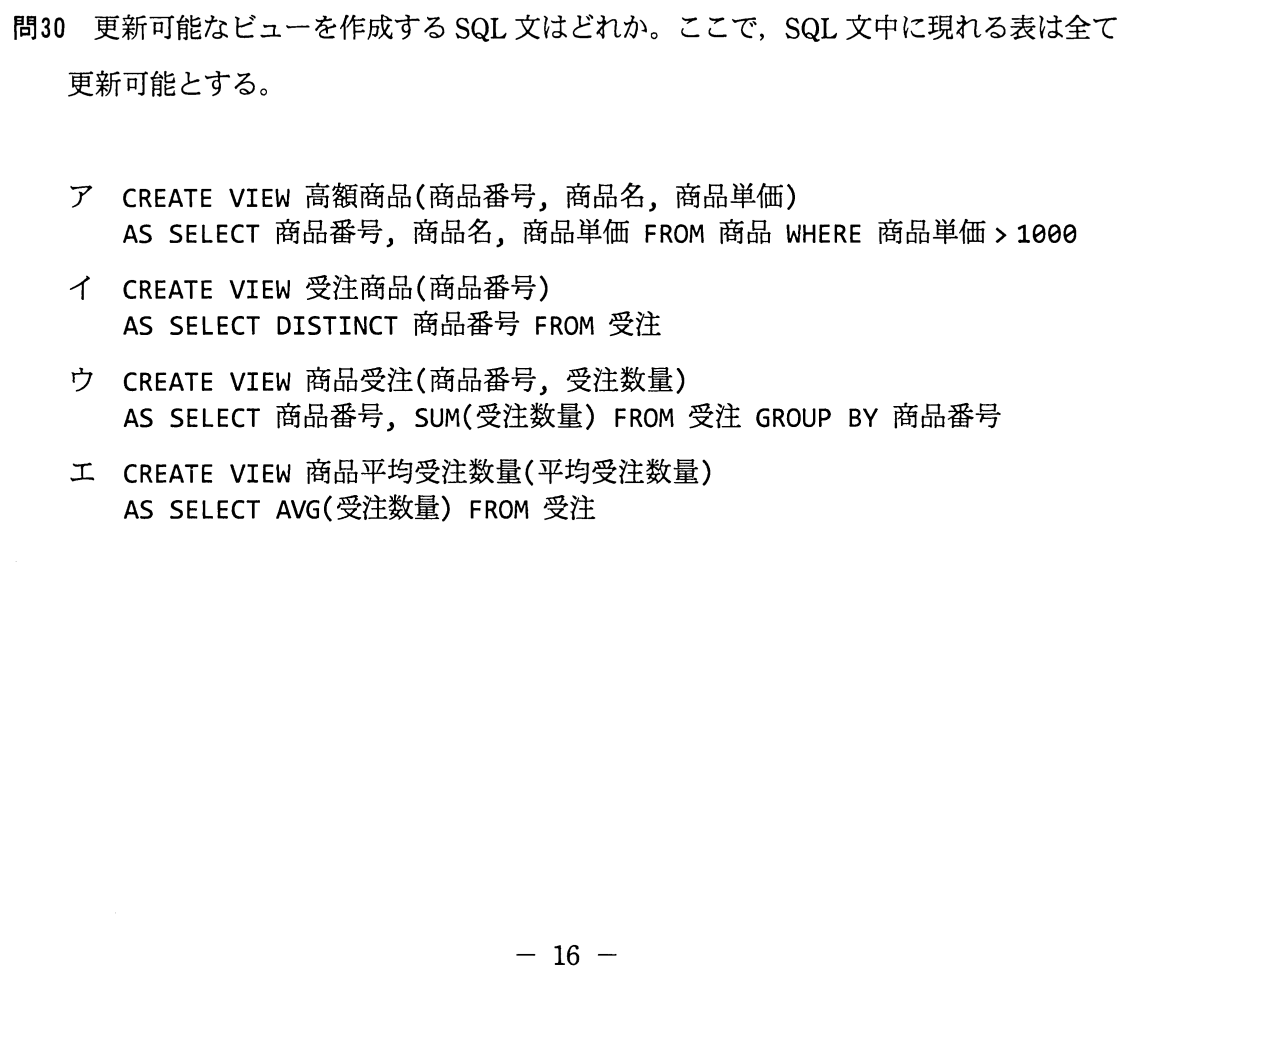 問30 更新可能なビューを作成する SQL 文はどれか。ここで，SQL 文中に現れる表は全て
更新可能とする。
ア CREATE VIEW 高額商品(商品番号, 商品名, 商品単価)
AS SELECT 商品番号, 商品名, 商品単価 FROM 商品 WHERE 商品単価 > 1000
イ CREATE VIEW 受注商品(商品番号)
AS SELECT DISTINCT 商品番号 FROM 受注
ウ CREATE VIEW 商品受注(商品番号, 受注数量)
AS SELECT 商品番号, SUM(受注数量) FROM 受注 GROUP BY 商品番号
エ CREATE VIEW 商品平均受注数量(平均受注数量)
AS SELECT AVG(受注数量) FROM 受注
― 16 ―